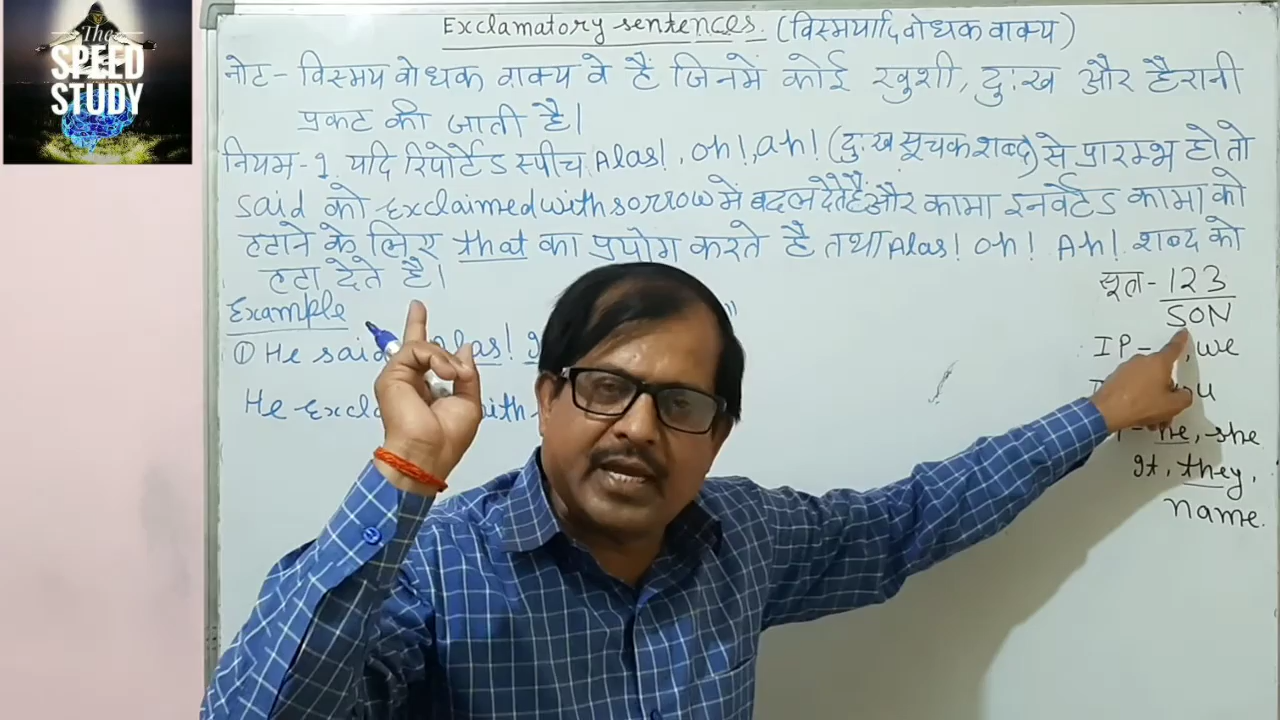 The
SPEED
STUDY
Exclamatory sentences. (विस्मयादि बोधक वाक्य)
नोट- विस्मय बोधक वाक्य वे हैं जिनमें कोई खुशी, दु:ख और हैरानी
प्रकट की जाती है।
नियम-1. यदि रिपोर्टेड स्पीच Alas!, oh!, ah! (दु:ख सूचक शब्द) से प्रारम्भ हो तो
said को exclaimed with sorrow में बदल देते हैं और कामा इनवर्टेड कामा को
हटाने के लिए that का प्रयोग करते है तथा Alas! Oh! Ah! शब्द को
हटा देते है।
सूत्र- 123
SON
Example
① He said
He
with
IP- , we
he, she
It, they,
name.